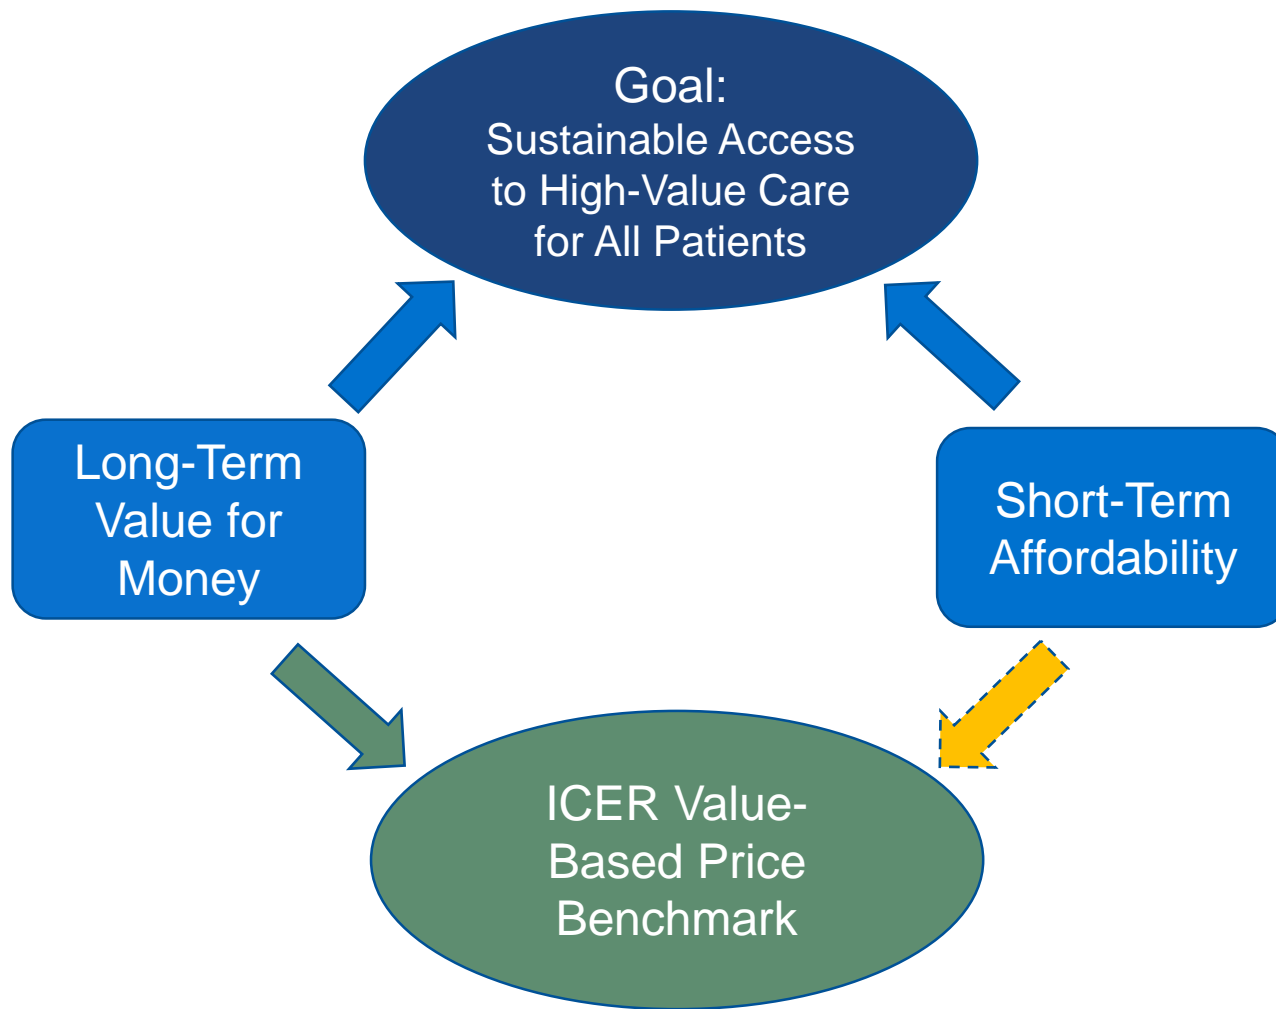 Goal:
Sustainable Access
to High-Value Care
for All Patients
Long-Term
Value for
Money
Short-Term
Affordability
ICER Value-
Based Price
Benchmark